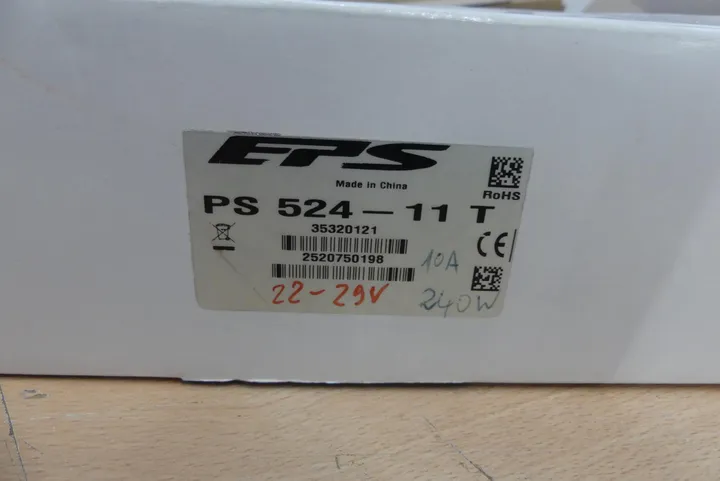 EPS
Made in China
RoHS
PS 524-11 T
35320121
CE
2520750198
10A
22-29V
240W